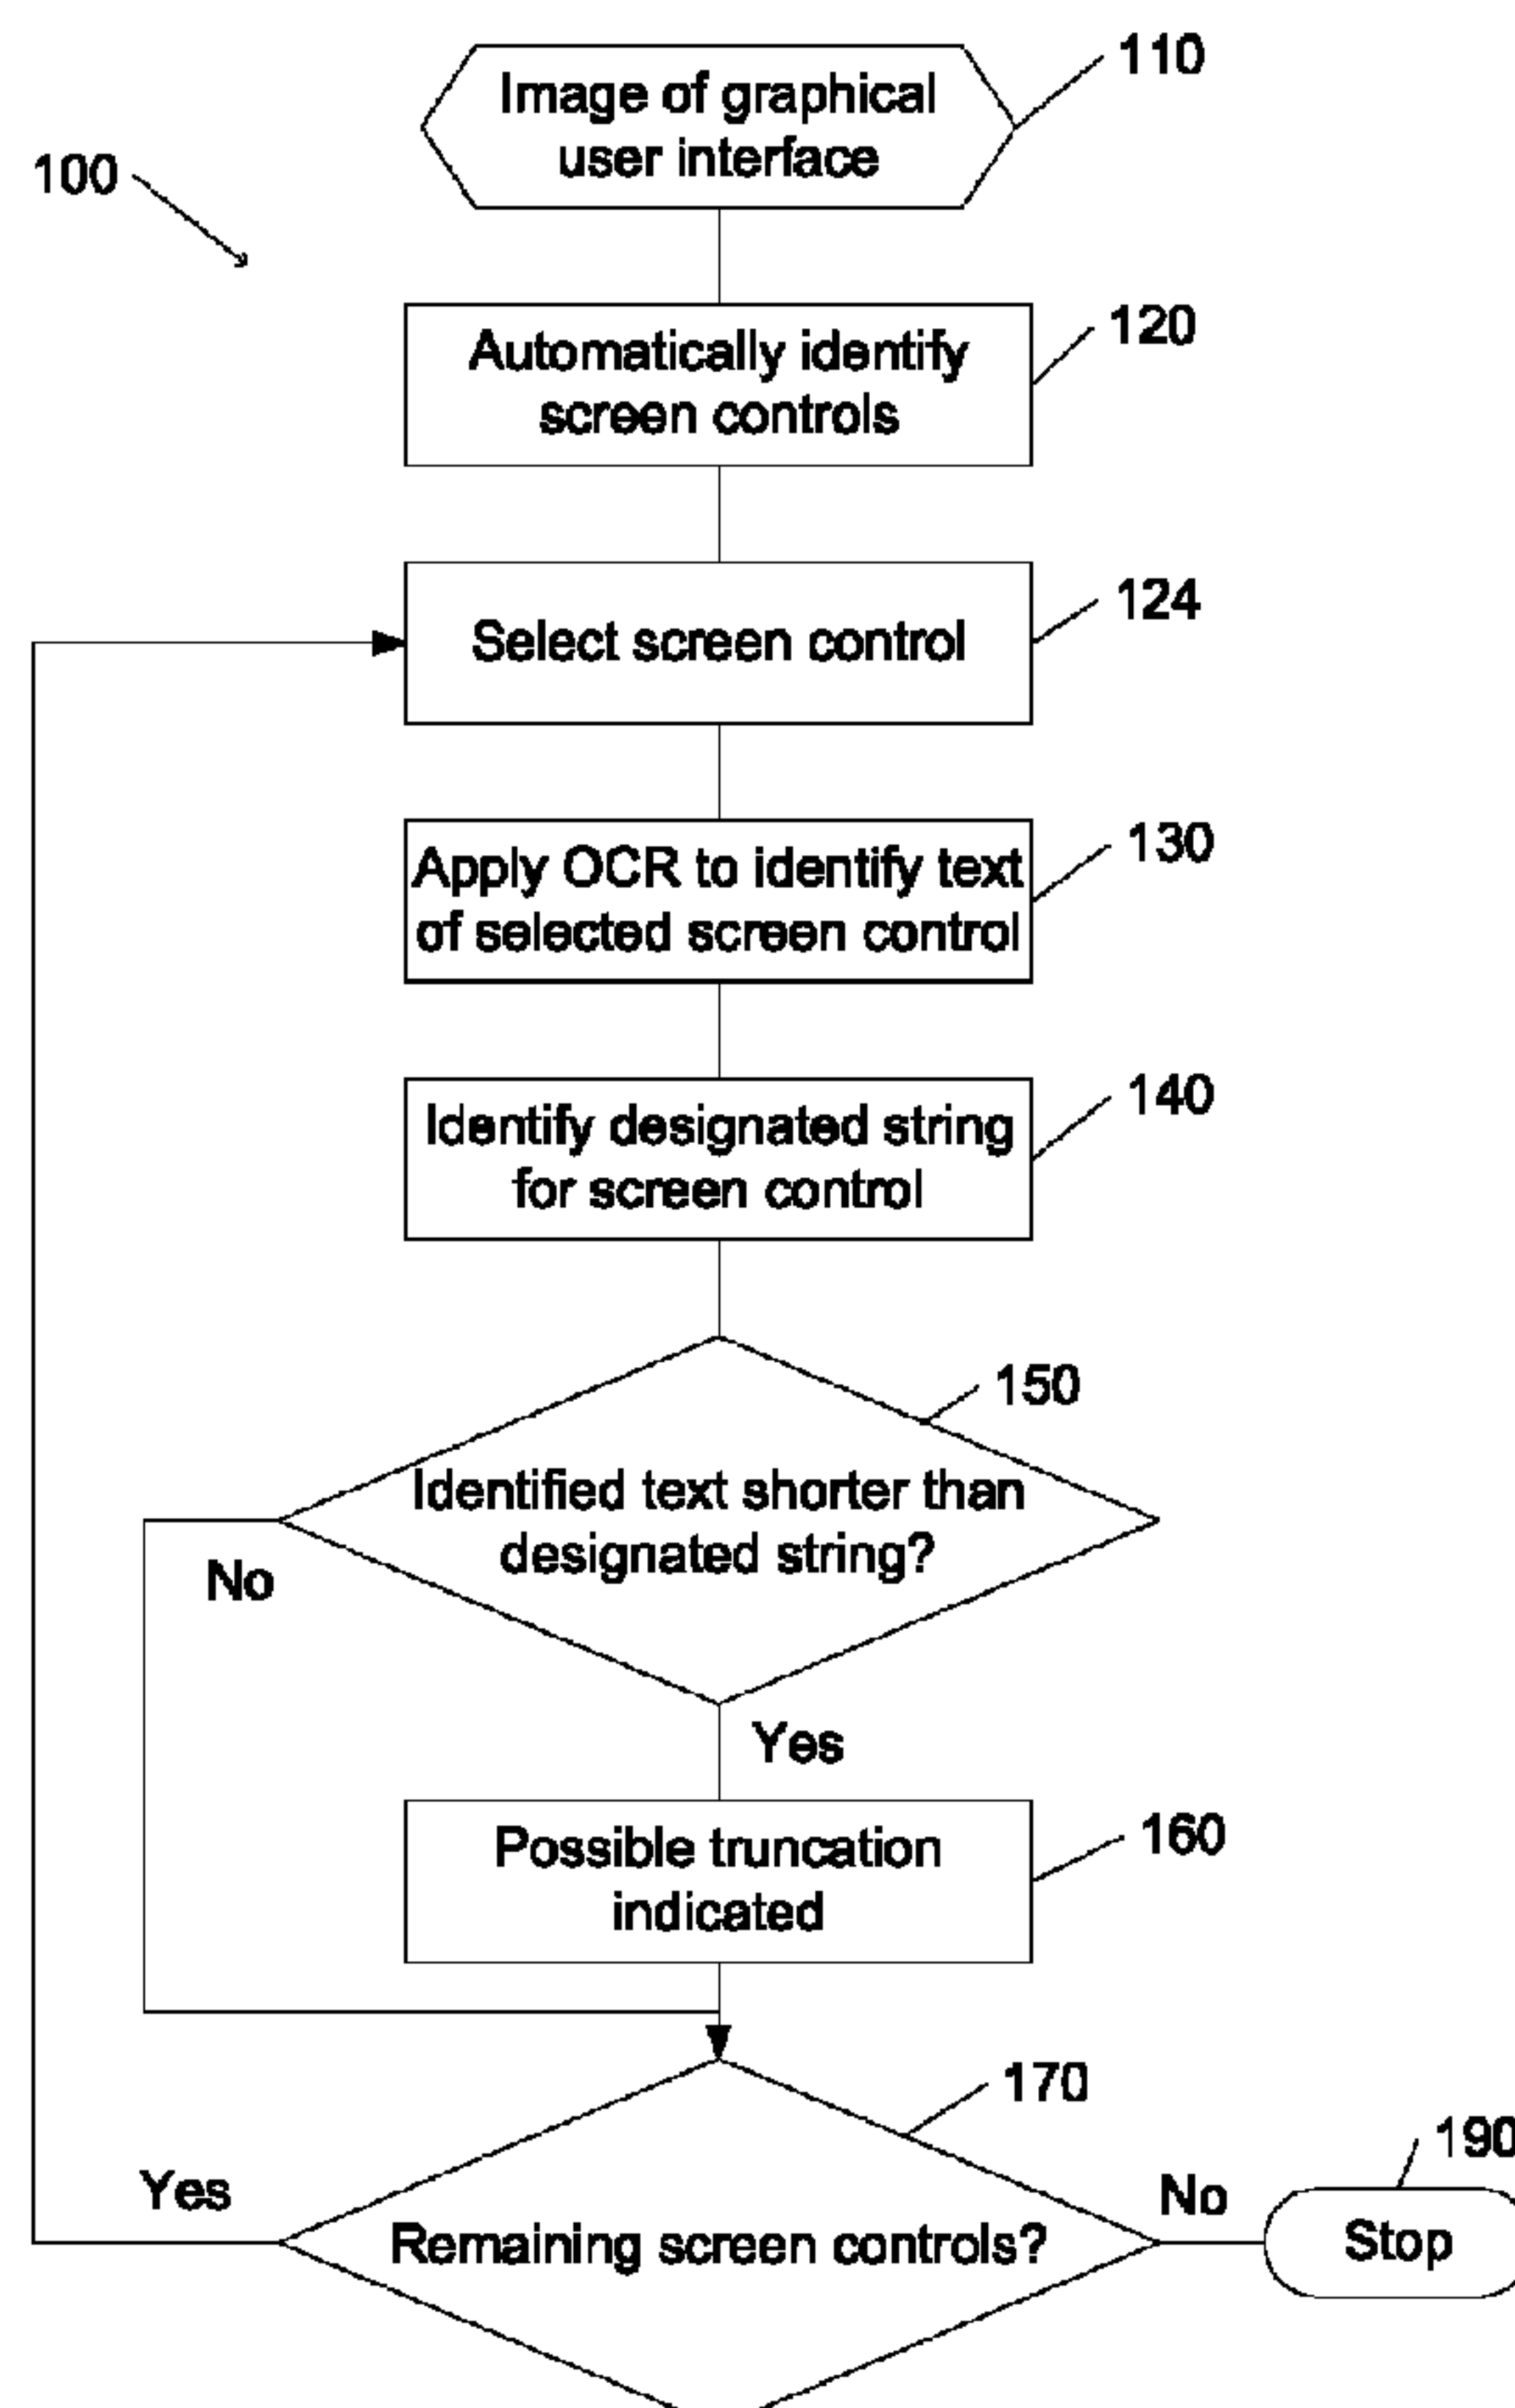 110
Image of graphical
user interface
100
120
Automatically identify
screen controls
124
Select screen control
130
Apply OCR to identify text
of selected screen control
140
Identify designated string
for screen control
150
Identified text shorter than
designated string?
No
Yes
160
Possible truncation
indicated
170
190
Yes
No
Remaining screen controls?
Stop